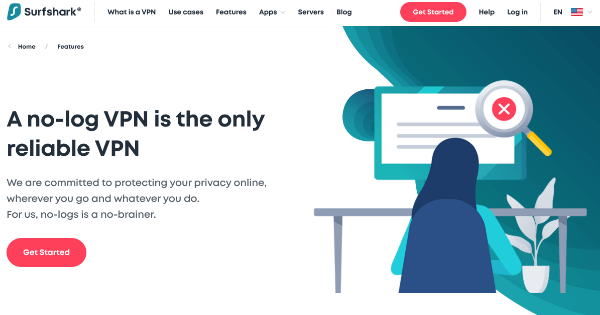 Surfshark®
What is a VPN Use cases Features Apps Servers Blog Get Started Help Log in EN
Home / Features
A no-log VPN is the only
reliable VPN
We are committed to protecting your privacy online,
wherever you go and whatever you do.
For us, no-logs is a no-brainer.
Get Started